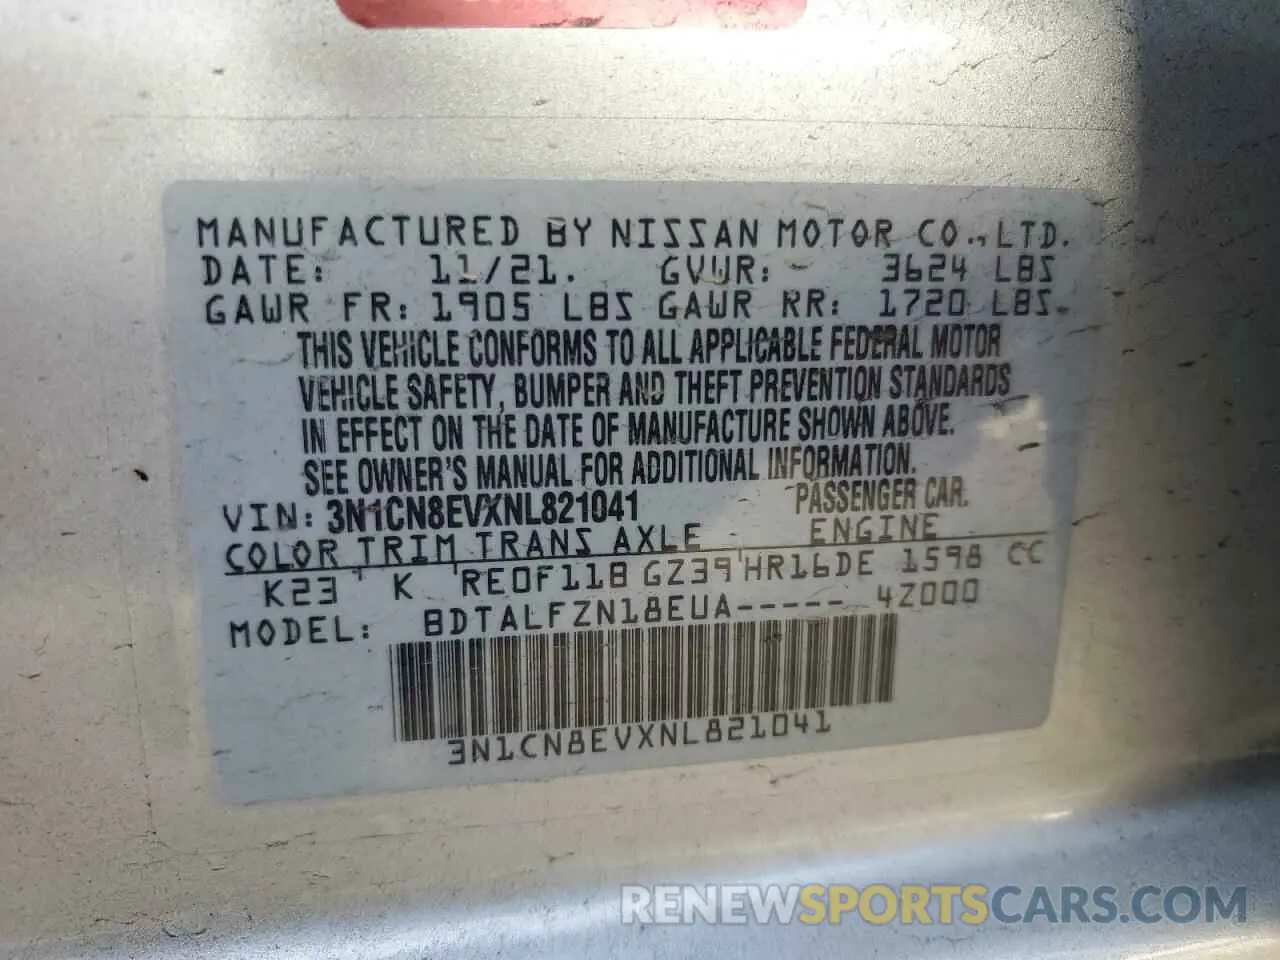 MANUFACTURED BY NISSAN MOTOR CO., LTD.
DATE: 11/21. GVWR: 3624 LBS
GAWR FR: 1905 LBS GAWR RR: 1720 LBS
THIS VEHICLE CONFORMS TO ALL APPLICABLE FEDERAL MOTOR
VEHICLE SAFETY, BUMPER AND THEFT PREVENTION STANDARDS
IN EFFECT ON THE DATE OF MANUFACTURE SHOWN ABOVE.
SEE OWNER'S MANUAL FOR ADDITIONAL INFORMATION.
VIN: 3N1CN8EVXNL821041 PASSENGER CAR.
COLOR TRIM TRANS AXLE ENGINE
K23 K RE0F11B GZ39 HR16DE 1598 CC
MODEL: BDTALFZN18EUA----- 4Z000
3N1CN8EVXNL821041
RENEWSPORTSCARS.COM